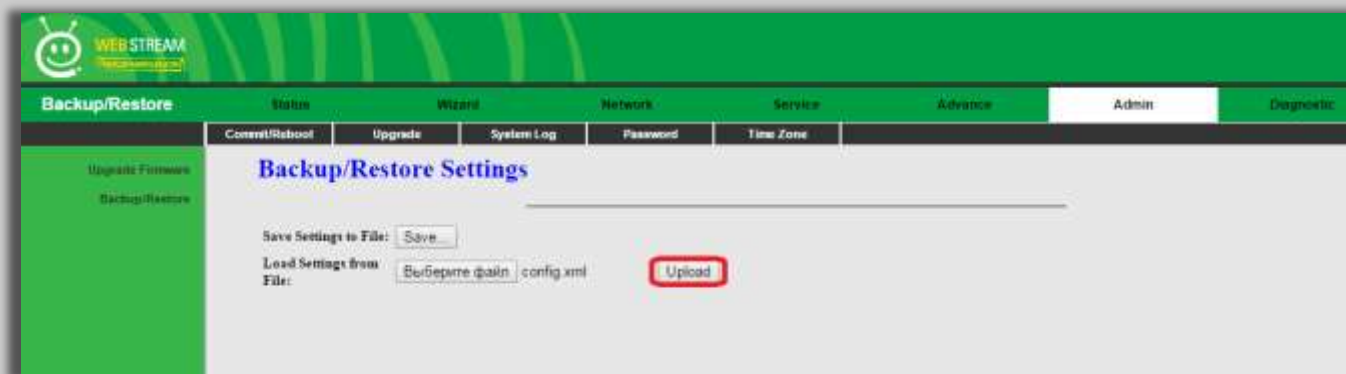 WEB STREAM
Backup/Restore
Status
Wizard
Network
Service
Advance
Admin
Diagnostic
Commit/Reboot
Upgrade
System Log
Password
Time Zone
Upgrade Firmware
Backup/Restore
Backup/Restore Settings
Save Settings to File: Save...
Load Settings from
File:
Выберите файл config.xml Upload